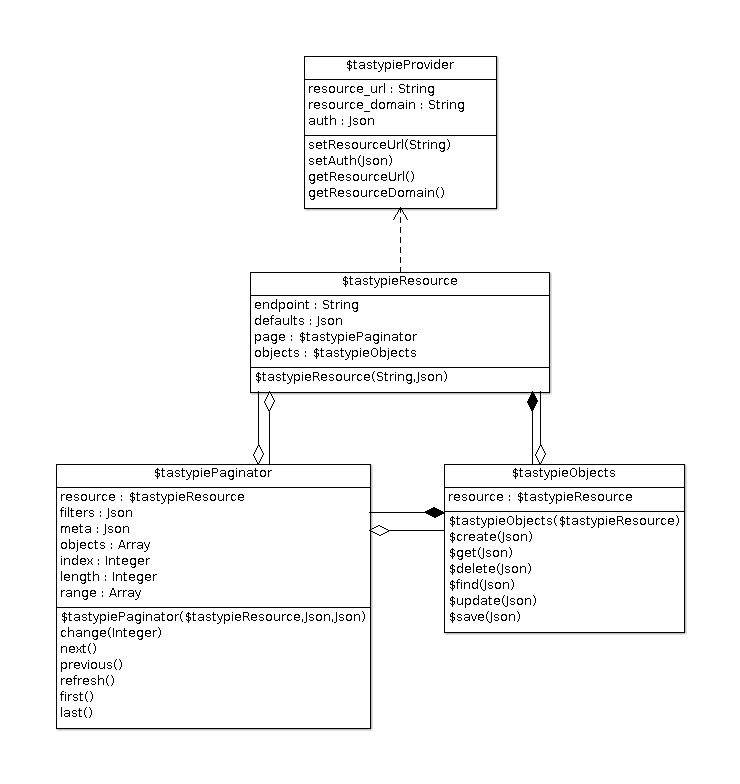 $tastypieProvider
resource_url : String
resource_domain : String
auth : Json
setResourceUrl(String)
setAuth(Json)
getResourceUrl()
getResourceDomain()
$tastypieResource
endpoint : String
defaults : Json
page : $tastypiePaginator
objects : $tastypieObjects
$tastypieResource(String,Json)
$tastypiePaginator
resource : $tastypieResource
filters : Json
meta : Json
objects : Array
index : Integer
length : Integer
range : Array
$tastypiePaginator($tastypieResource,Json,Json)
change(Integer)
next()
previous()
refresh()
first()
last()
$tastypieObjects
resource : $tastypieResource
$tastypieObjects($tastypieResource)
$create(Json)
$get(Json)
$delete(Json)
$find(Json)
$update(Json)
$save(Json)